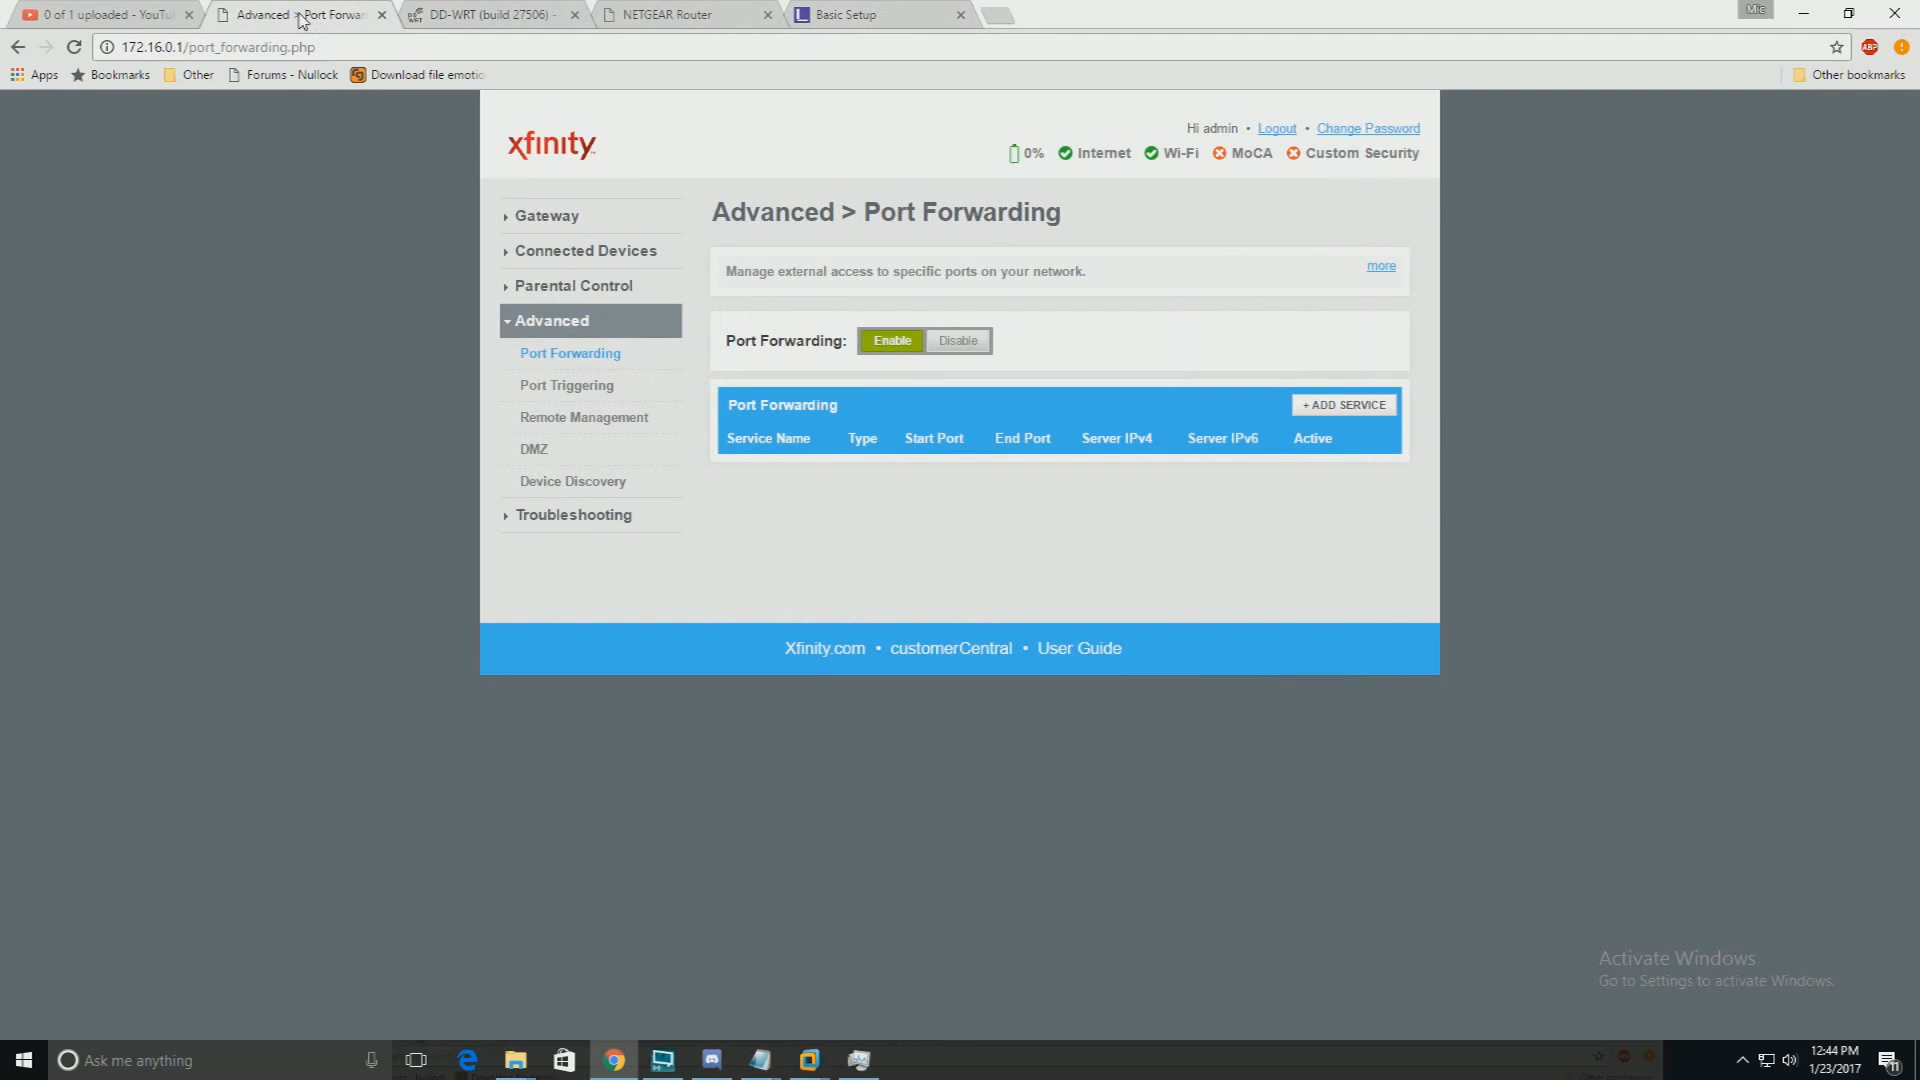 0 of 1 uploaded - YouTu
Advanced > Port Forwar
DD-WRT (build 27506) -
NETGEAR Router
Basic Setup
Mic
172.16.0.1/port_forwarding.php
ABP
Apps
Bookmarks
Other
Forums - Nullock
Download file emotio
Other bookmarks
xfinity
Hi admin • Logout • Change Password
0% Internet Wi-Fi MoCA Custom Security
Gateway
Connected Devices
Parental Control
Advanced
Port Forwarding
Port Triggering
Remote Management
DMZ
Device Discovery
Troubleshooting
Advanced > Port Forwarding
Manage external access to specific ports on your network.
more
Port Forwarding: Enable Disable
Port Forwarding
+ ADD SERVICE
Service Name Type Start Port End Port Server IPv4 Server IPv6 Active
Xfinity.com • customerCentral • User Guide
Activate Windows
Go to Settings to activate Windows.
Ask me anything
12:44 PM
1/23/2017
11